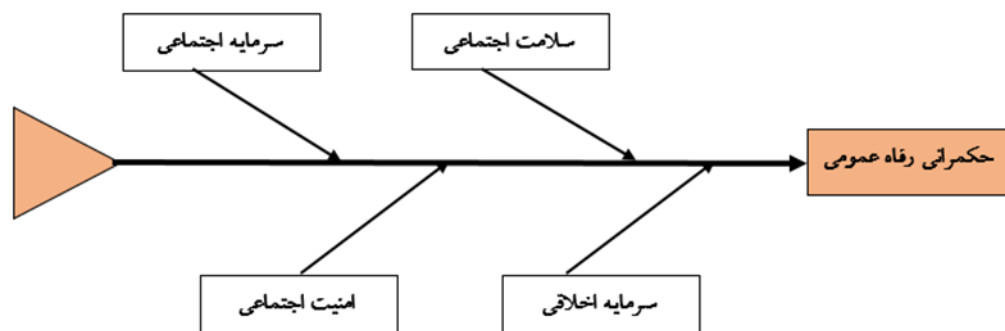 سلامت اجتماعی
سرمایه اجتماعی
حکمرانی رفاه عمومی
سرمایه اخلاقی
امنیت اجتماعی